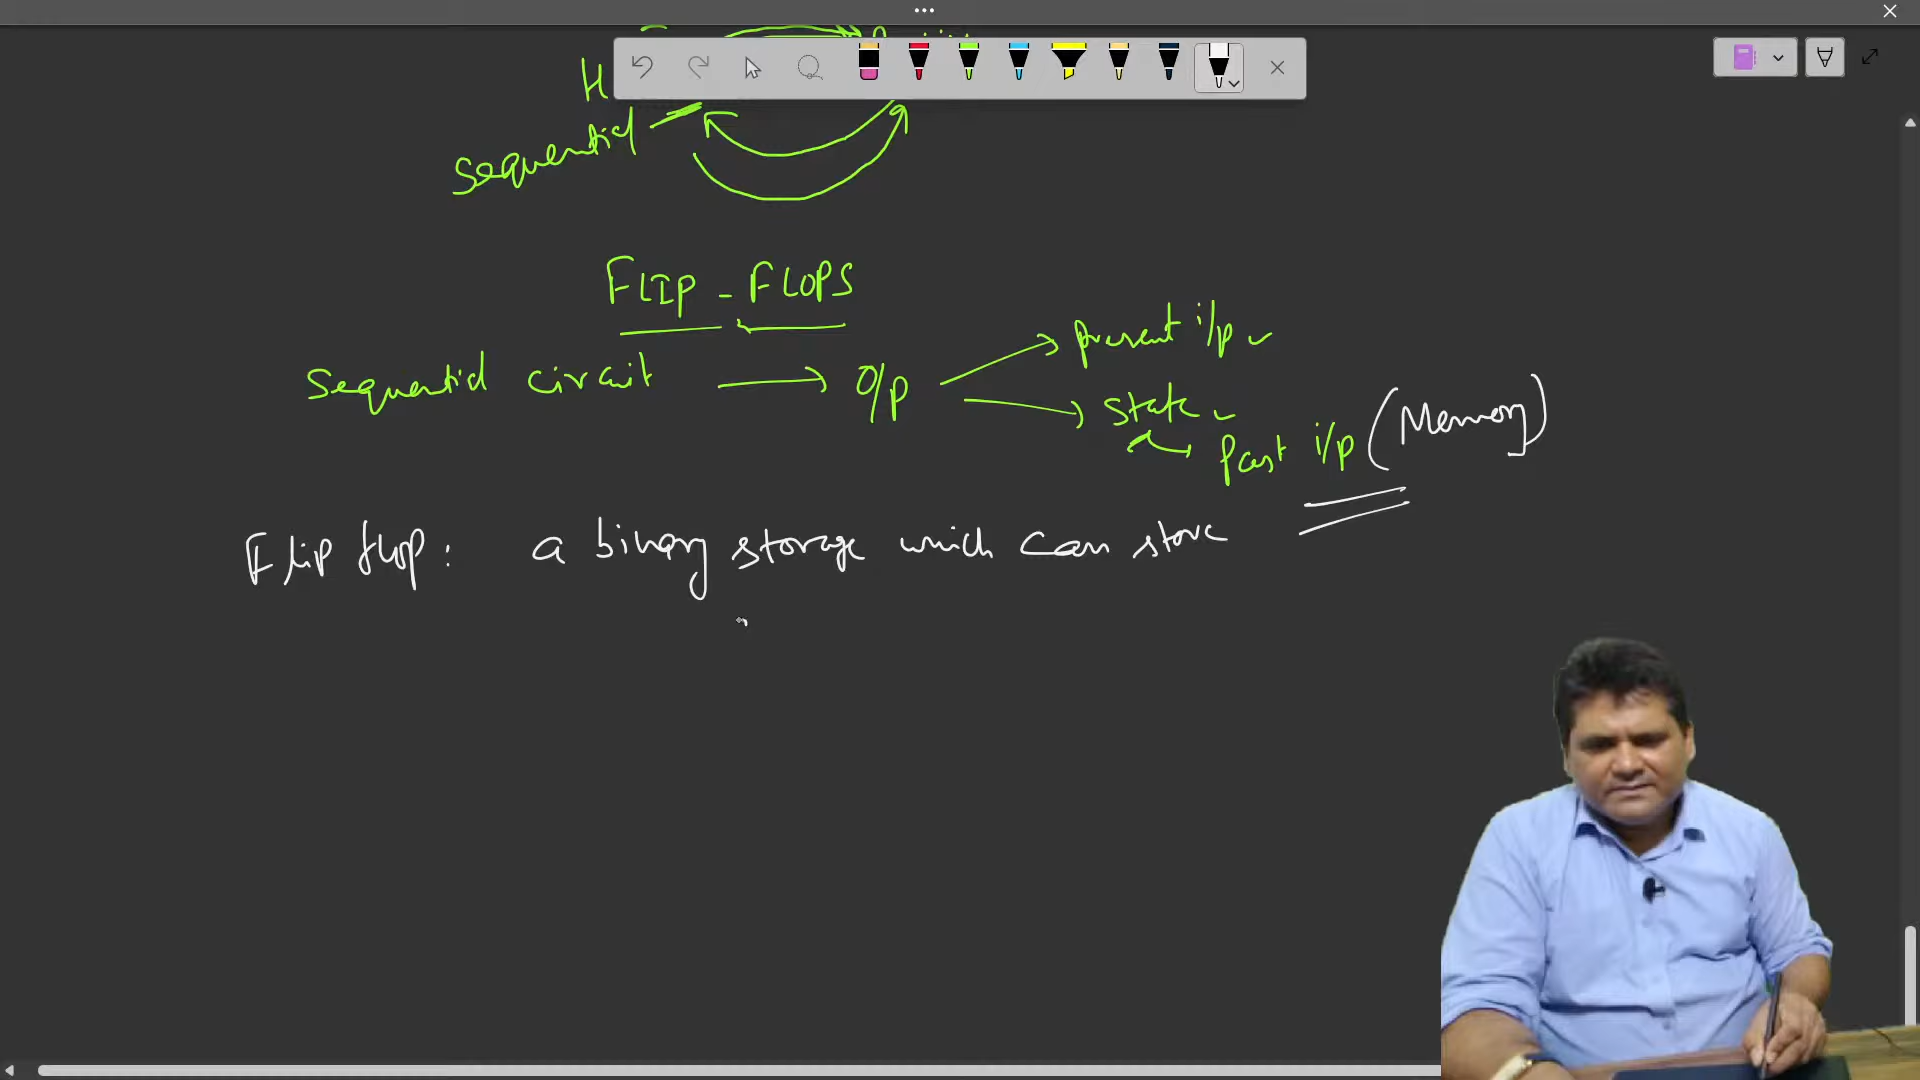 H
Sequential
FLIP - FLOPS
Sequential circuit → O/p
present i/p
state
Past i/p (Memory)
Flip flop: a binary storage which can store